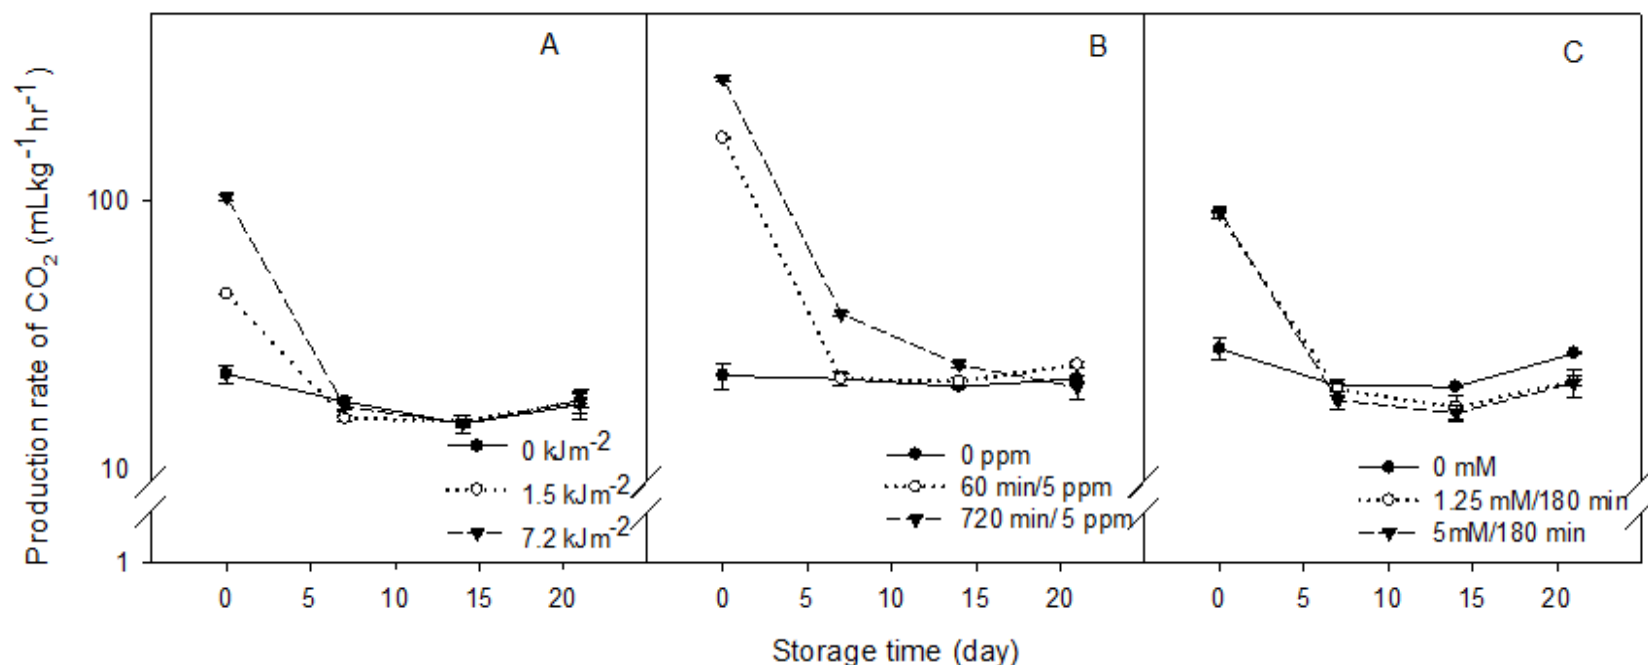 Production rate of CO₂ (mLkg⁻¹hr⁻¹)
100
10
1
A
0 kJm⁻²
1.5 kJm⁻²
7.2 kJm⁻²
0 5 10 15 20
B
0 ppm
60 min/5 ppm
720 min/ 5 ppm
0 5 10 15 20
C
0 mM
1.25 mM/180 min
5mM/180 min
0 5 10 15 20
Storage time (day)